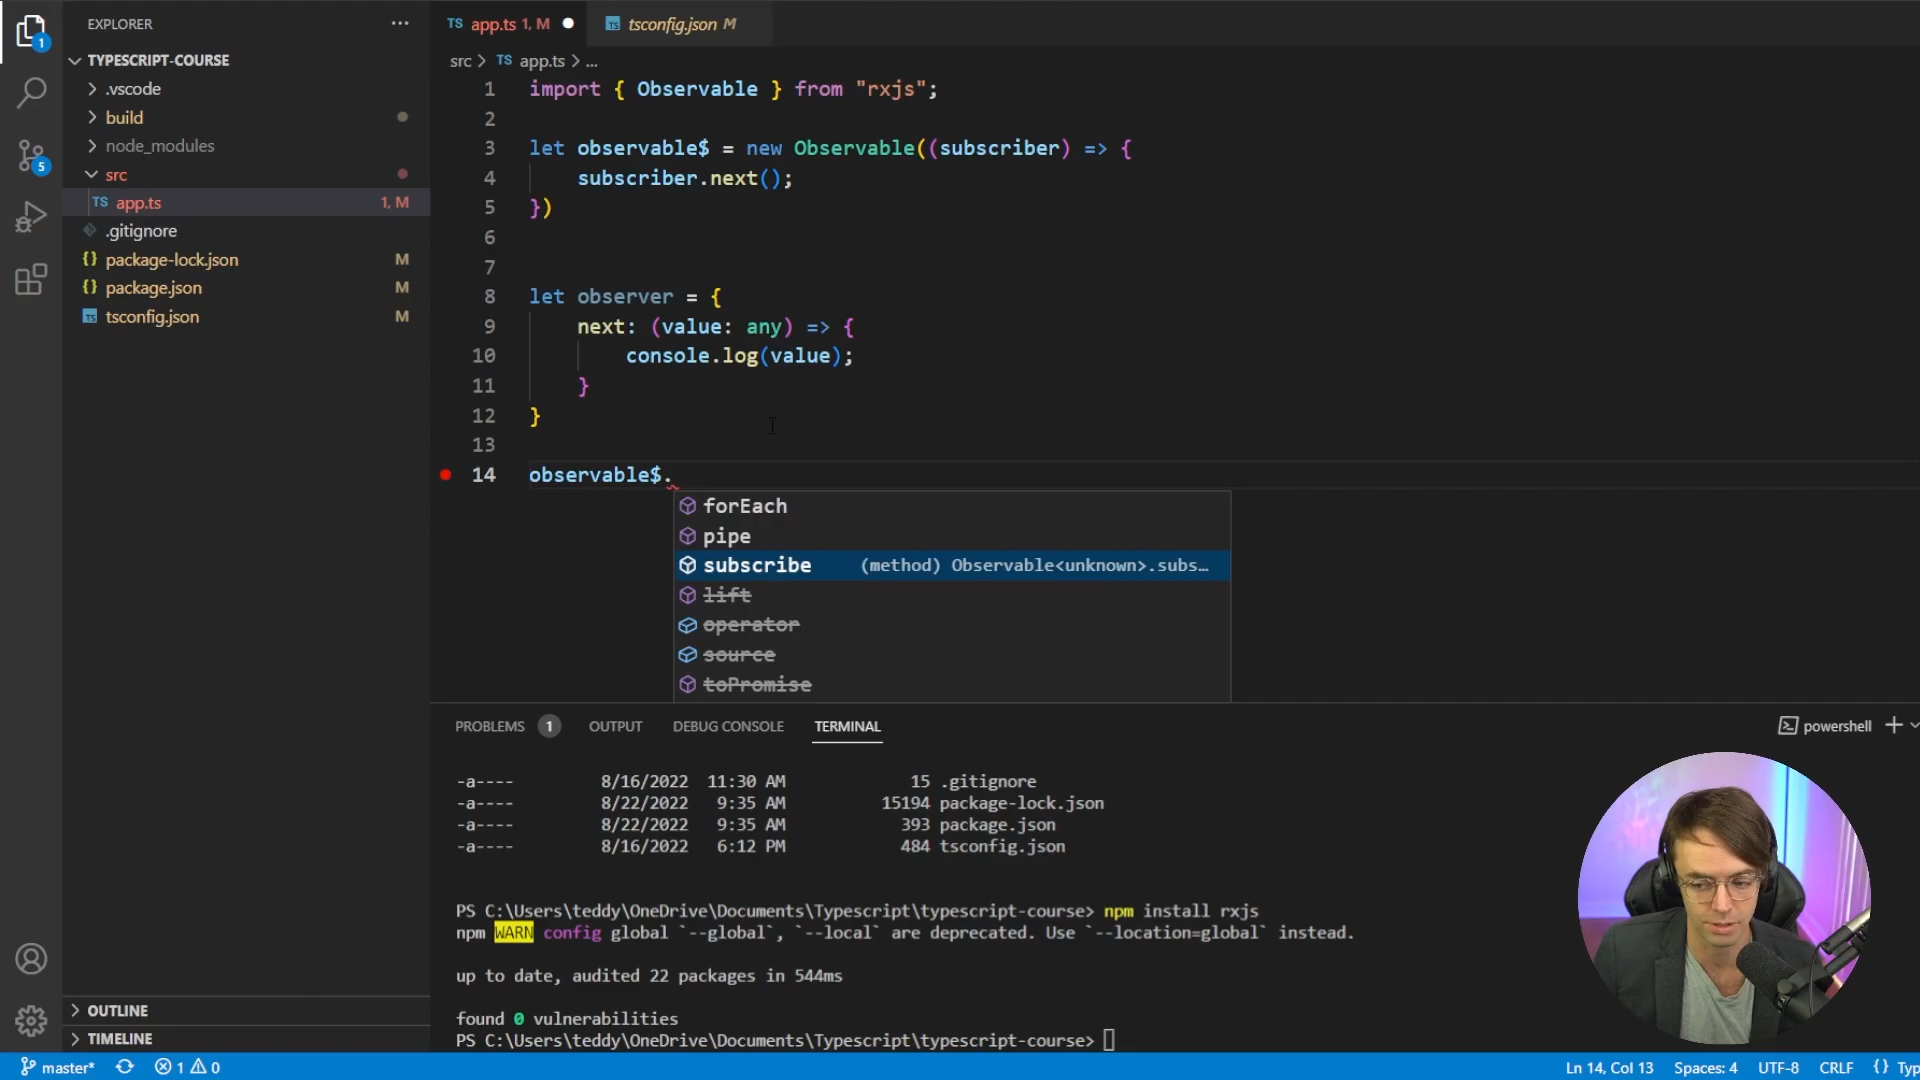 EXPLORER
TYPESCRIPT-COURSE
.vscode
build
node_modules
src
TS app.ts 1, M
.gitignore
{} package-lock.json M
{} package.json M
TS tsconfig.json M
OUTLINE
TIMELINE
1
5
TS app.ts 1, M
TS tsconfig.json M
src > TS app.ts > ...
1 import { Observable } from "rxjs";
2
3 let observable$ = new Observable((subscriber) => {
4 subscriber.next();
5 })
6
7
8 let observer = {
9 next: (value: any) => {
10 console.log(value);
11 }
12 }
13
14 observable$.
forEach
pipe
subscribe (method) Observable<unknown>.subs…
lift
operator
source
toPromise
PROBLEMS 1 OUTPUT DEBUG CONSOLE TERMINAL
powershell
-a---- 8/16/2022 11:30 AM 15 .gitignore
-a---- 8/22/2022 9:35 AM 15194 package-lock.json
-a---- 8/22/2022 9:35 AM 393 package.json
-a---- 8/16/2022 6:12 PM 484 tsconfig.json
PS C:\Users\teddy\OneDrive\Documents\Typescript\typescript-course> npm install rxjs
npm WARN config global `--global`, `--local` are deprecated. Use `--location=global` instead.
up to date, audited 22 packages in 544ms
found 0 vulnerabilities
PS C:\Users\teddy\OneDrive\Documents\Typescript\typescript-course>
master* 1 0 Ln 14, Col 13 Spaces: 4 UTF-8 CRLF {} Typ